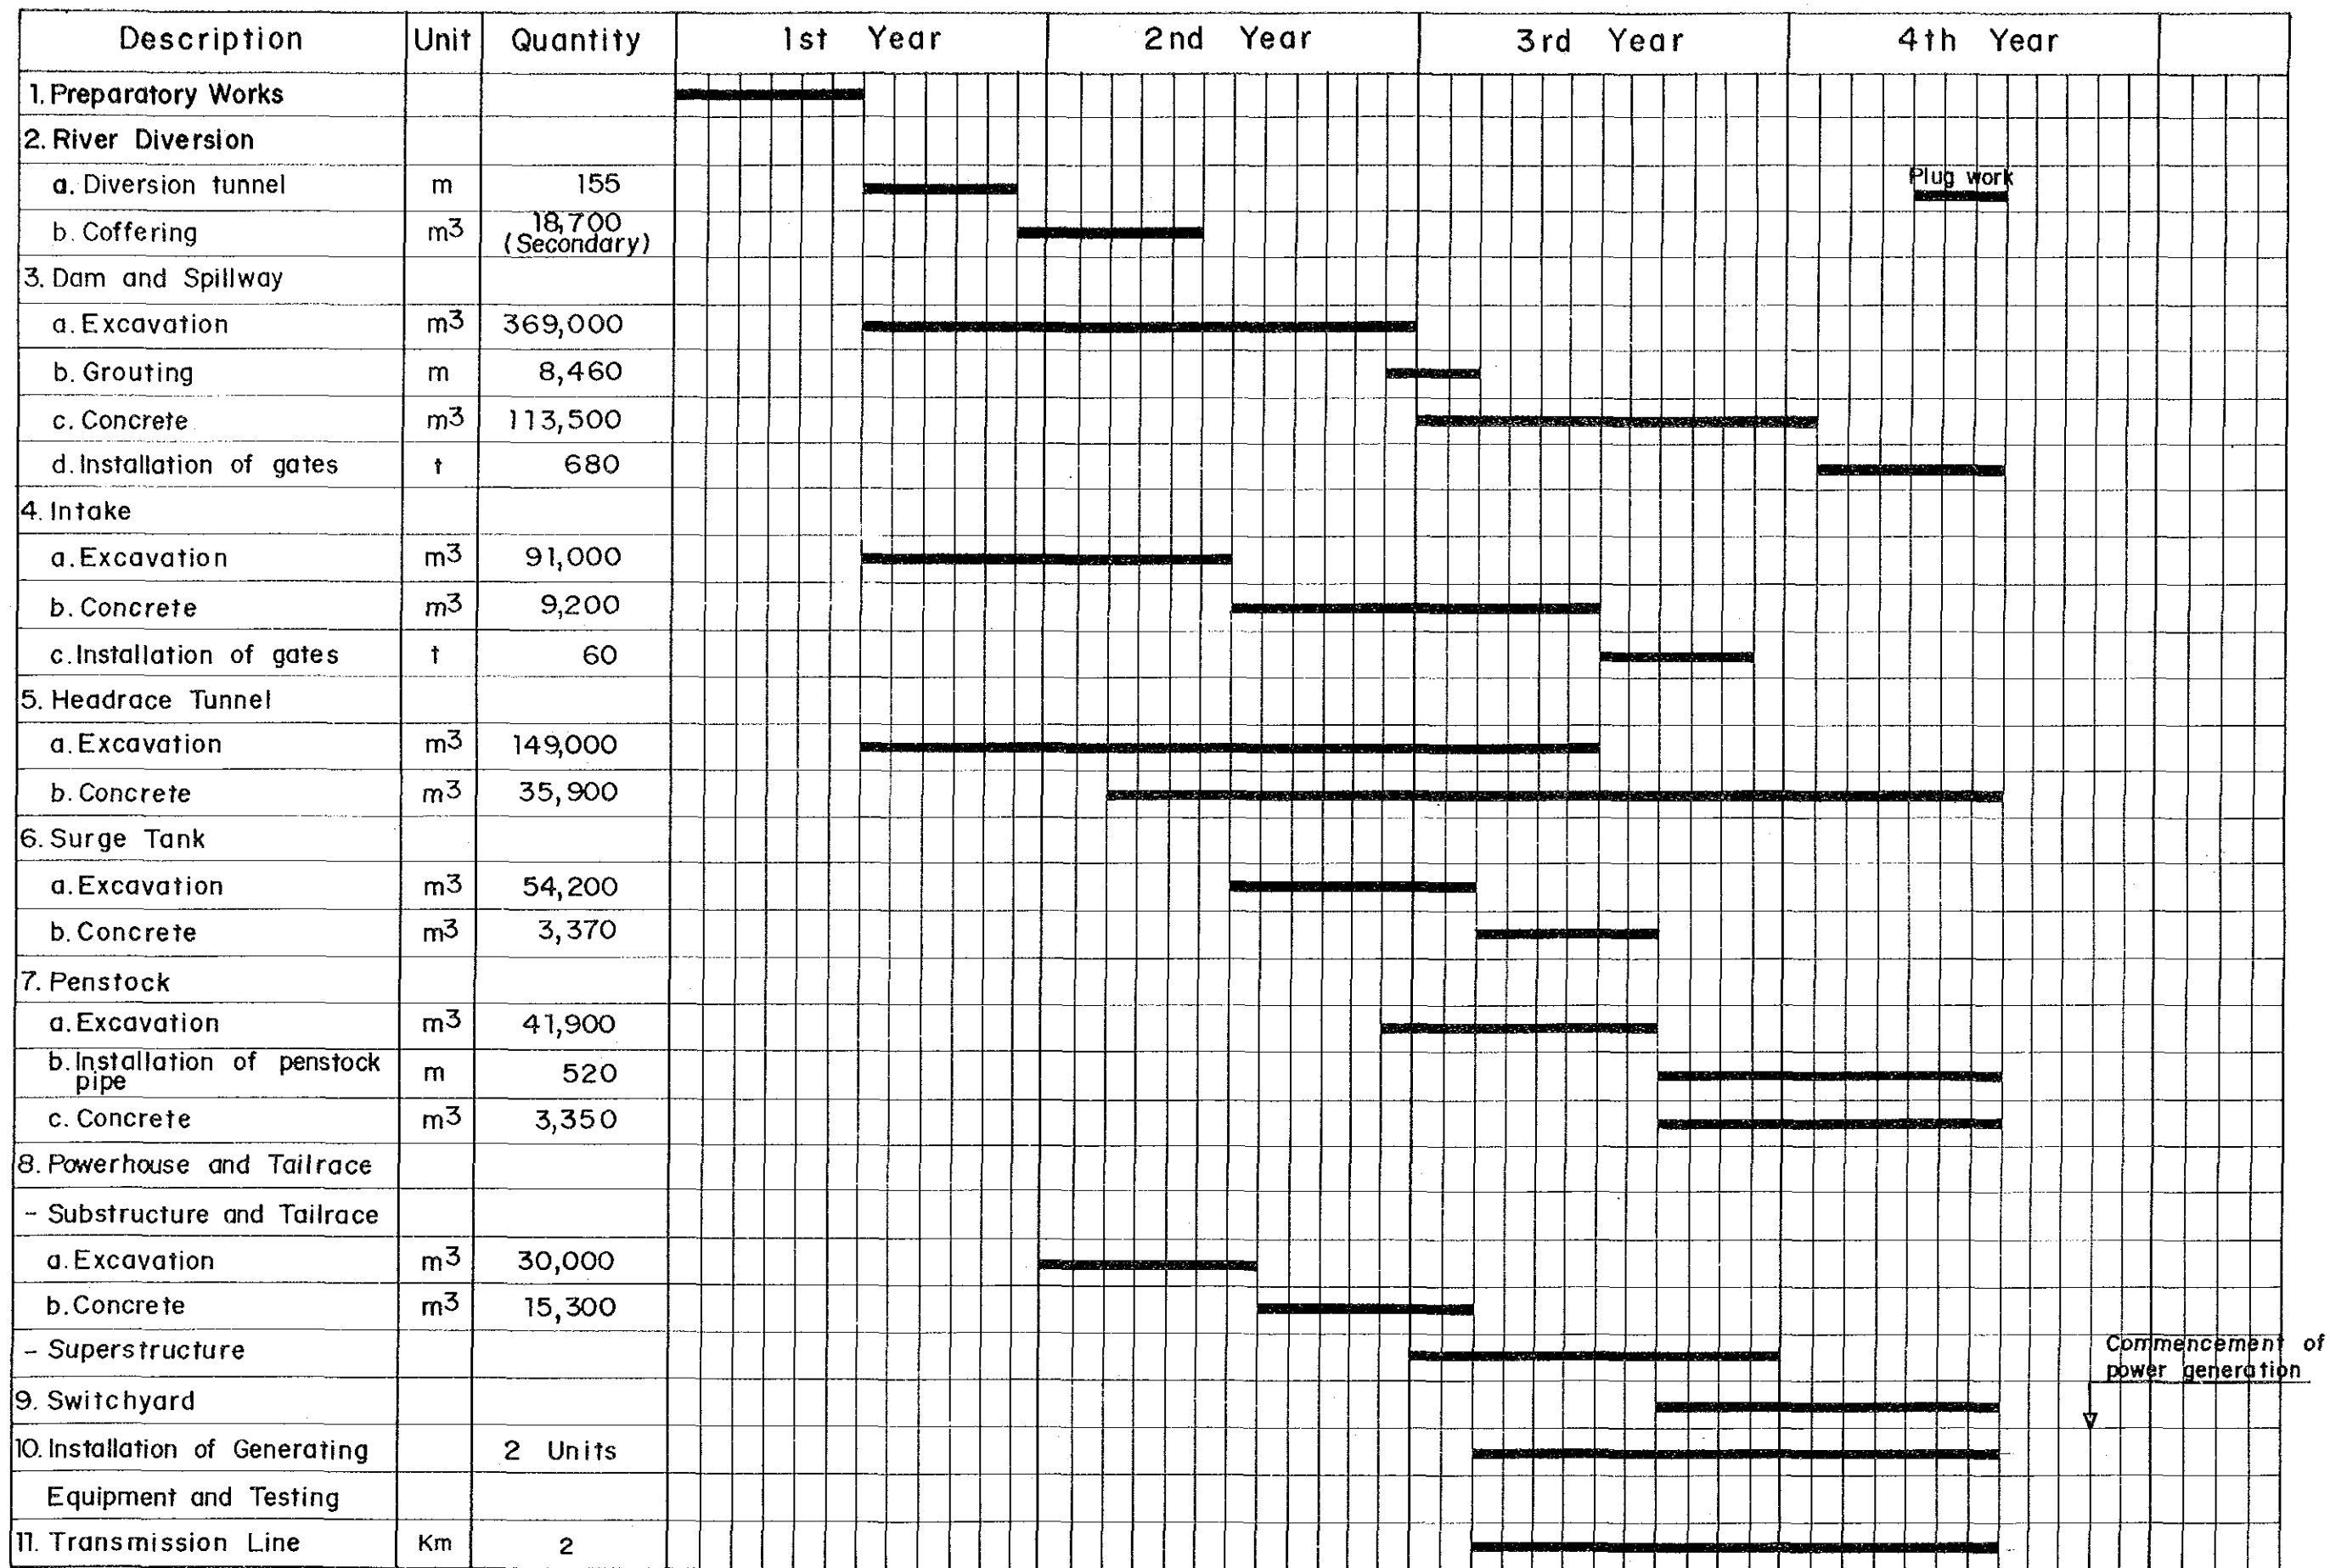 Description Unit Quantity 1st Year 2nd Year 3rd Year 4th Year
1. Preparatory Works
2. River Diversion
a. Diversion tunnel m 155 Plug work
b. Coffering m3 18,700
(Secondary)
3. Dam and Spillway
a. Excavation m3 369,000
b. Grouting m 8,460
c. Concrete m3 113,500
d. Installation of gates t 680
4. Intake
a. Excavation m3 91,000
b. Concrete m3 9,200
c. Installation of gates t 60
5. Headrace Tunnel
a. Excavation m3 149,000
b. Concrete m3 35,900
6. Surge Tank
a. Excavation m3 54,200
b. Concrete m3 3,370
7. Penstock
a. Excavation m3 41,900
b. Installation of penstock
pipe m 520
c. Concrete m3 3,350
8. Powerhouse and Tailrace
- Substructure and Tailrace
a. Excavation m3 30,000
b. Concrete m3 15,300
- Superstructure
Commencement of
power generation
9. Switchyard
10. Installation of Generating 2 Units
Equipment and Testing
11. Transmission Line Km 2